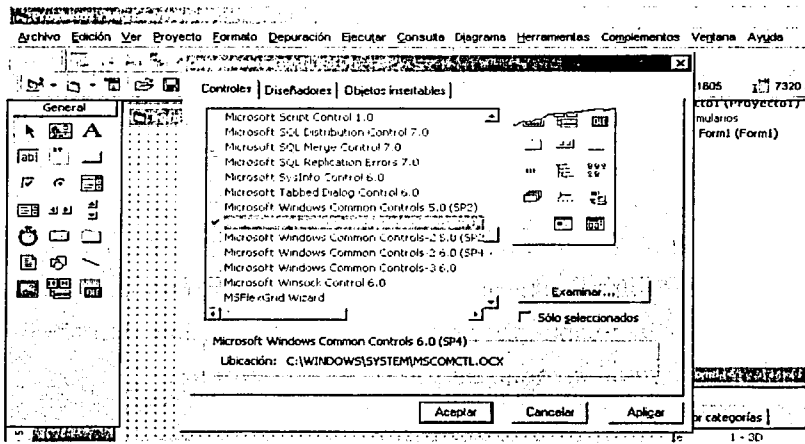 Archivo Edición Ver Proyecto Formato Depuración Ejecutar Consulta Diagrama Herramientas Complementos Ventana Ayuda
1805 7320
General
Controles Diseñadores Objetos insertables
Microsoft Script Control 1.0
Microsoft SQL Distribution Control 7.0
Microsoft SQL Merge Control 7.0
Microsoft SQL Replication Errors 7.0
Microsoft SysInfo Control 6.0
Microsoft Tabbed Dialog Control 6.0
Microsoft Windows Common Controls 5.0 (SP2)
Microsoft Windows Common Controls-2 5.0 (SP2
Microsoft Windows Common Controls-2 6.0 (SP4
Microsoft Windows Common Controls-3 6.0
Microsoft Winsock Control 6.0
MSFlexGrid Wizard
Examinar...
Sólo seleccionados
Microsoft Windows Common Controls 6.0 (SP4)
Ubicación: C:\WINDOWS\SYSTEM\MSCOMCTL.OCX
Aceptar Cancelar Aplicar
cto1 (Proyecto1)
mularios
Form1 (Form1)
or categorías
1 - 3D